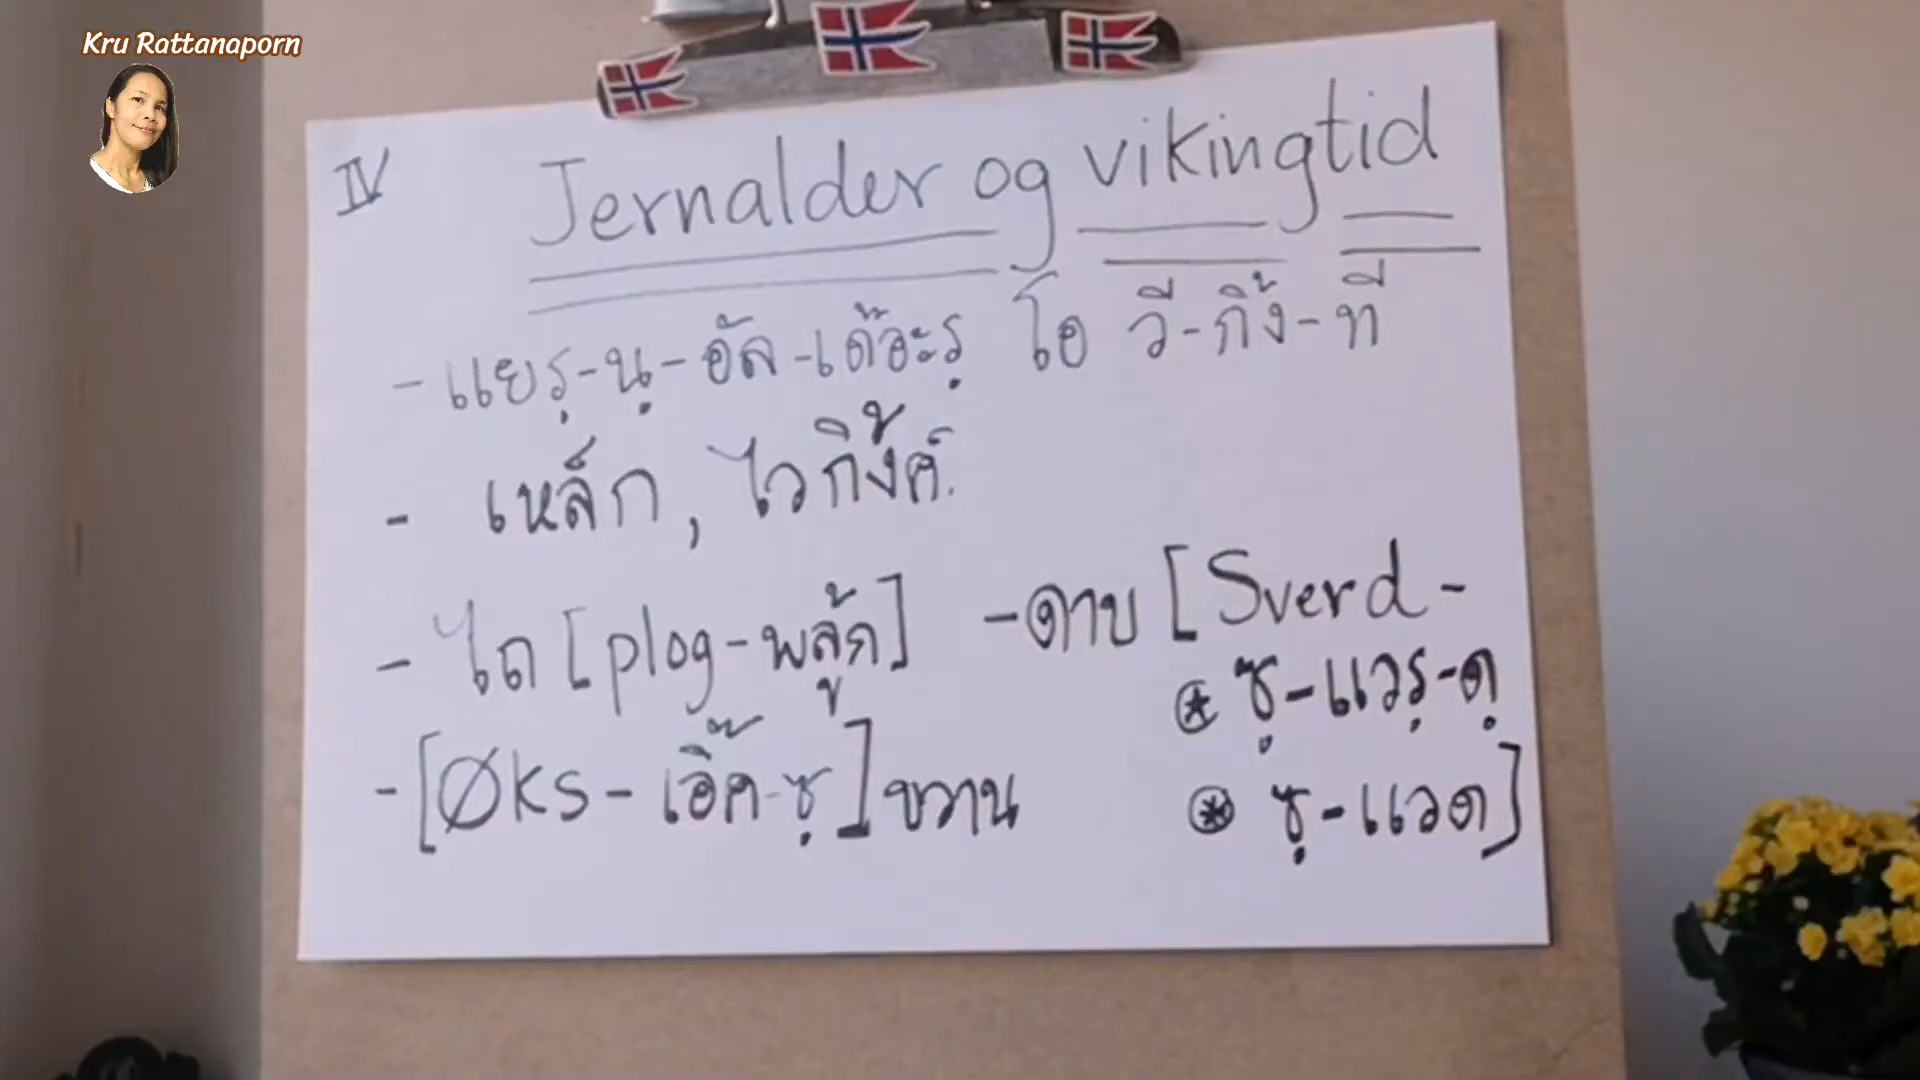 Kru Rattanaporn
IV
Jernalder og vikingtid
- แยรฺ-นฺ-อัล-เด๊อะรฺ โอ วี-กิ้ง-ที
- เหล็ก, ไวกิ้งค์.
- ไถ [plog-พลู้ก]
- [Øks - เอิ๊ค-ซฺ] ขวาน
- ดาบ [Sverd -
⊛ ซฺ-แวรฺ-ดฺ
⊛ ซฺ-แวด]